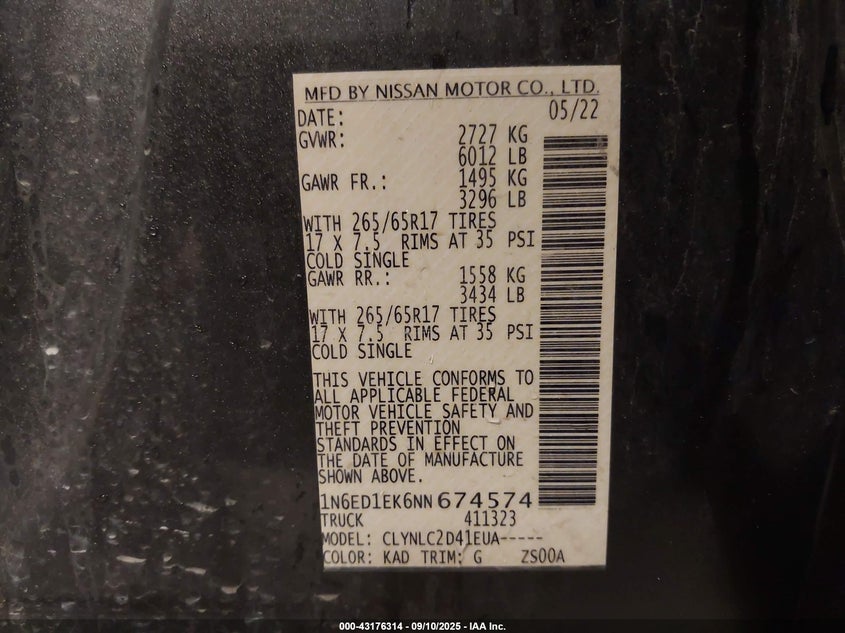 MFD BY NISSAN MOTOR CO., LTD.
DATE: 05/22
GVWR: 2727 KG
6012 LB
GAWR FR.: 1495 KG
3296 LB
WITH 265/65R17 TIRES
17 X 7.5 RIMS AT 35 PSI
COLD SINGLE
GAWR RR.: 1558 KG
3434 LB
WITH 265/65R17 TIRES
17 X 7.5 RIMS AT 35 PSI
COLD SINGLE
THIS VEHICLE CONFORMS TO
ALL APPLICABLE FEDERAL
MOTOR VEHICLE SAFETY AND
THEFT PREVENTION
STANDARDS IN EFFECT ON
THE DATE OF MANUFACTURE
SHOWN ABOVE.
1N6ED1EK6NN674574
TRUCK 411323
MODEL: CLYNLC2D41EUA-----
COLOR: KAD TRIM: G ZS00A
000-43176314 - 09/10/2025 - IAA Inc.